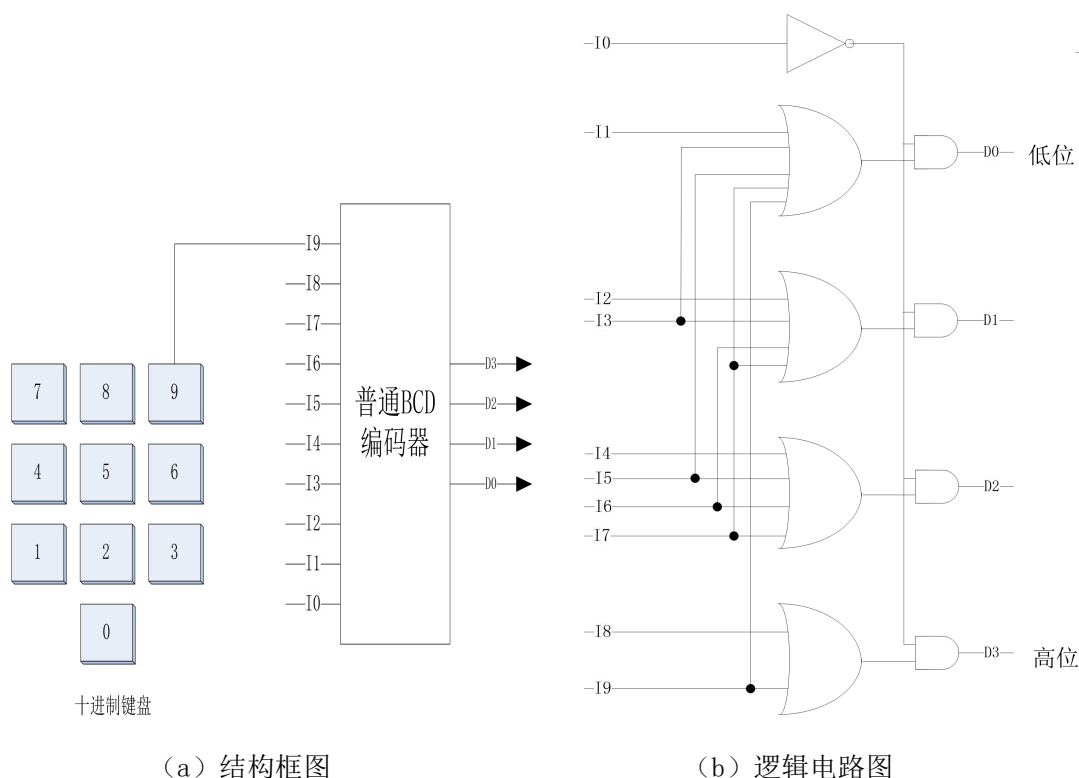 I9
I8
I7
I6
I5
I4
I3
I2
I1
I0
7 8 9
4 5 6
1 2 3
0
十进制键盘
普通BCD
编码器
D3
D2
D1
D0
(a) 结构框图
I0
I1
I2
I3
I4
I5
I6
I7
I8
I9
D0 低位
D1
D2
D3 高位
(b) 逻辑电路图